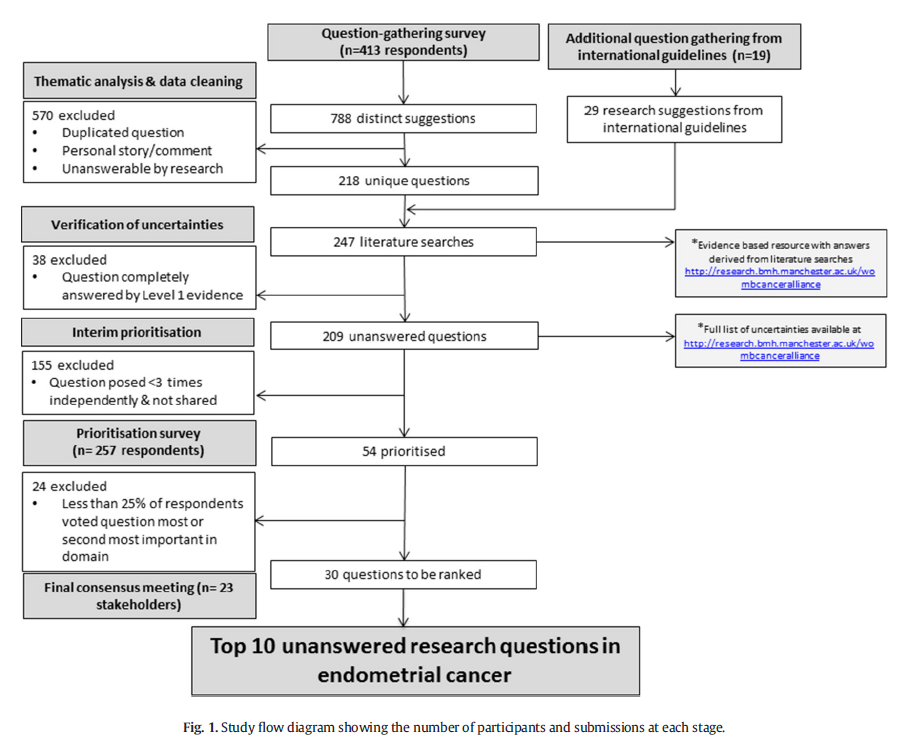 Question-gathering survey
(n=413 respondents)
Additional question gathering from
international guidelines (n=19)
Thematic analysis & data cleaning
570 excluded
• Duplicated question
• Personal story/comment
• Unanswerable by research
788 distinct suggestions
29 research suggestions from
international guidelines
218 unique questions
Verification of uncertainties
38 excluded
• Question completely
answered by Level 1 evidence
247 literature searches
*Evidence based resource with answers
derived from literature searches
http://research.bmh.manchester.ac.uk/wo
mbcanceralliance
Interim prioritisation
155 excluded
• Question posed <3 times
independently & not shared
209 unanswered questions
*Full list of uncertainties available at
http://research.bmh.manchester.ac.uk/wo
mbcanceralliance
Prioritisation survey
(n= 257 respondents)
54 prioritised
24 excluded
• Less than 25% of respondents
voted question most or
second most important in
domain
30 questions to be ranked
Final consensus meeting (n= 23
stakeholders)
Top 10 unanswered research questions in
endometrial cancer
Fig. 1. Study flow diagram showing the number of participants and submissions at each stage.